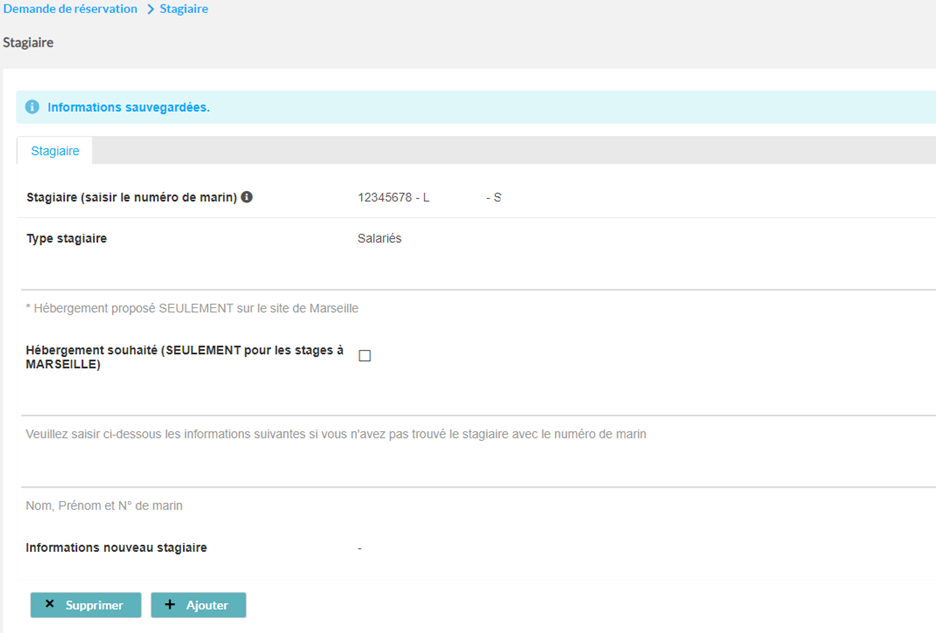 Demande de réservation > Stagiaire
Stagiaire
Informations sauvegardées.
Stagiaire
Stagiaire (saisir le numéro de marin) 12345678 - L - S
Type stagiaire Salariés
* Hébergement proposé SEULEMENT sur le site de Marseille
Hébergement souhaité (SEULEMENT pour les stages à
MARSEILLE)
Veuillez saisir ci-dessous les informations suivantes si vous n'avez pas trouvé le stagiaire avec le numéro de marin
Nom, Prénom et N° de marin
Informations nouveau stagiaire -
Supprimer Ajouter